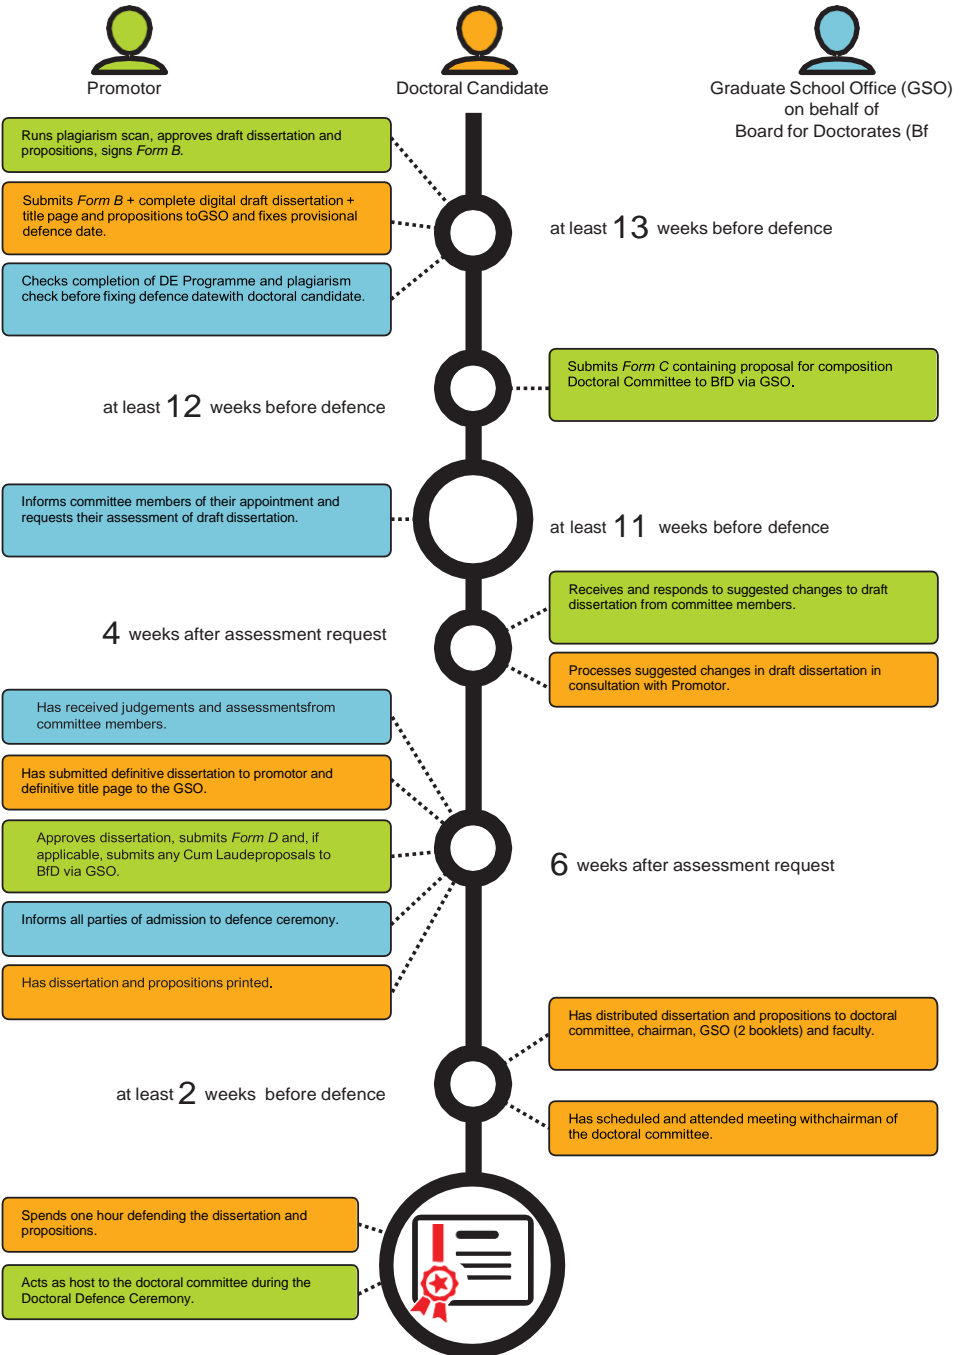 Promotor
Doctoral Candidate
Graduate School Office (GSO)
on behalf of
Board for Doctorates (Bf
Runs plagiarism scan, approves draft dissertation and
propositions, signs Form B.
Submits Form B + complete digital draft dissertation +
title page and propositions toGSO and fixes provisional
defence date.
at least 13 weeks before defence
Checks completion of DE Programme and plagiarism
check before fixing defence datewith doctoral candidate.
Submits Form C containing proposal for composition
Doctoral Committee to BfD via GSO.
at least 12 weeks before defence
Informs committee members of their appointment and
requests their assessment of draft dissertation.
at least 11 weeks before defence
Receives and responds to suggested changes to draft
dissertation from committee members.
4 weeks after assessment request
Processes suggested changes in draft dissertation in
consultation with Promotor.
Has received judgements and assessmentsfrom
committee members.
Has submitted definitive dissertation to promotor and
definitive title page to the GSO.
Approves dissertation, submits Form D and, if
applicable, submits any Cum Laudeproposals to
BfD via GSO.
6 weeks after assessment request
Informs all parties of admission to defence ceremony.
Has dissertation and propositions printed.
Has distributed dissertation and propositions to doctoral
committee, chairman, GSO (2 booklets) and faculty.
at least 2 weeks before defence
Has scheduled and attended meeting withchairman of
the doctoral committee.
Spends one hour defending the dissertation and
propositions.
Acts as host to the doctoral committee during the
Doctoral Defence Ceremony.